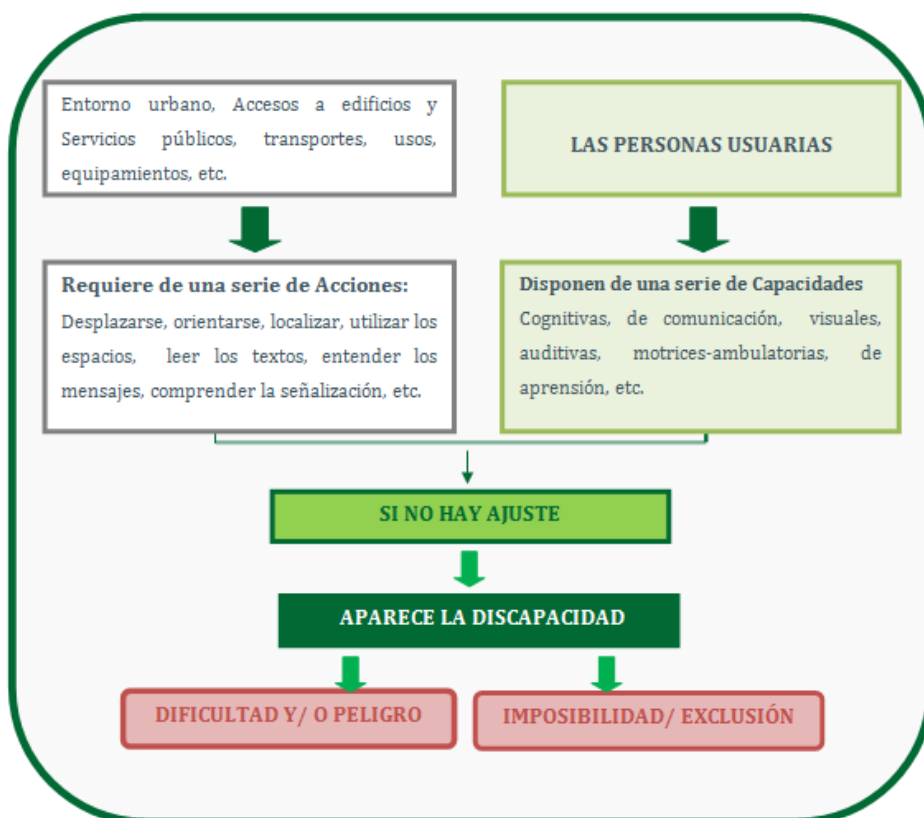 Entorno urbano, Accesos a edificios y
Servicios públicos, transportes, usos,
equipamientos, etc.
LAS PERSONAS USUARIAS
Requiere de una serie de Acciones:
Desplazarse, orientarse, localizar, utilizar los
espacios, leer los textos, entender los
mensajes, comprender la señalización, etc.
Disponen de una serie de Capacidades
Cognitivas, de comunicación, visuales,
auditivas, motrices-ambulatorias, de
aprensión, etc.
SI NO HAY AJUSTE
APARECE LA DISCAPACIDAD
DIFICULTAD Y/ O PELIGRO
IMPOSIBILIDAD/ EXCLUSIÓN